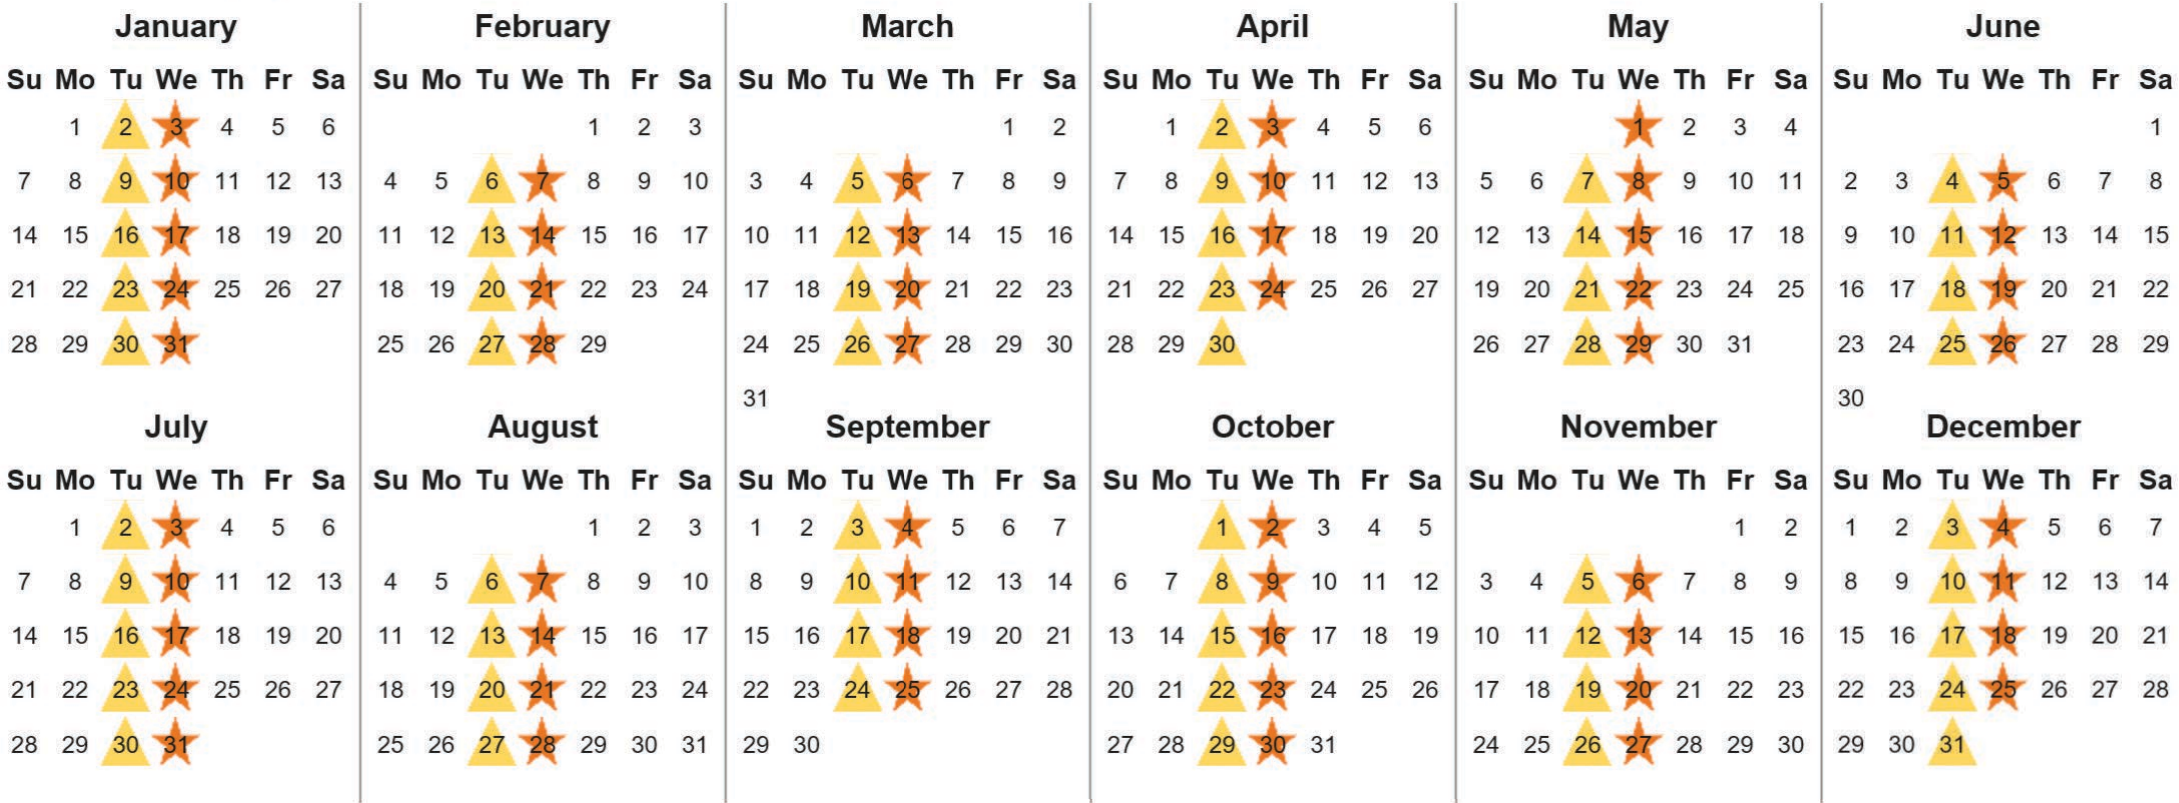 January February March April May June
Su Mo Tu We Th Fr Sa Su Mo Tu We Th Fr Sa Su Mo Tu We Th Fr Sa Su Mo Tu We Th Fr Sa Su Mo Tu We Th Fr Sa Su Mo Tu We Th Fr Sa
1 2 3 4 5 6 1 2 3 1 2 1 2 3 4 5 6 1 2 3 4 1
7 8 9 10 11 12 13 4 5 6 7 8 9 10 3 4 5 6 7 8 9 7 8 9 10 11 12 13 5 6 7 8 9 10 11 2 3 4 5 6 7 8
14 15 16 17 18 19 20 11 12 13 14 15 16 17 10 11 12 13 14 15 16 14 15 16 17 18 19 20 12 13 14 15 16 17 18 9 10 11 12 13 14 15
21 22 23 24 25 26 27 18 19 20 21 22 23 24 17 18 19 20 21 22 23 21 22 23 24 25 26 27 19 20 21 22 23 24 25 16 17 18 19 20 21 22
28 29 30 31 25 26 27 28 29 24 25 26 27 28 29 30 28 29 30 26 27 28 29 30 31 23 24 25 26 27 28 29
31 30
July August September October November December
Su Mo Tu We Th Fr Sa Su Mo Tu We Th Fr Sa Su Mo Tu We Th Fr Sa Su Mo Tu We Th Fr Sa Su Mo Tu We Th Fr Sa Su Mo Tu We Th Fr Sa
1 2 3 4 5 6 1 2 3 1 2 3 4 5 6 7 1 2 3 4 5 1 2 1 2 3 4 5 6 7
7 8 9 10 11 12 13 4 5 6 7 8 9 10 8 9 10 11 12 13 14 6 7 8 9 10 11 12 3 4 5 6 7 8 9 8 9 10 11 12 13 14
14 15 16 17 18 19 20 11 12 13 14 15 16 17 15 16 17 18 19 20 21 13 14 15 16 17 18 19 10 11 12 13 14 15 16 15 16 17 18 19 20 21
21 22 23 24 25 26 27 18 19 20 21 22 23 24 22 23 24 25 26 27 28 20 21 22 23 24 25 26 17 18 19 20 21 22 23 22 23 24 25 26 27 28
28 29 30 31 25 26 27 28 29 30 31 29 30 27 28 29 30 31 24 25 26 27 28 29 30 29 30 31